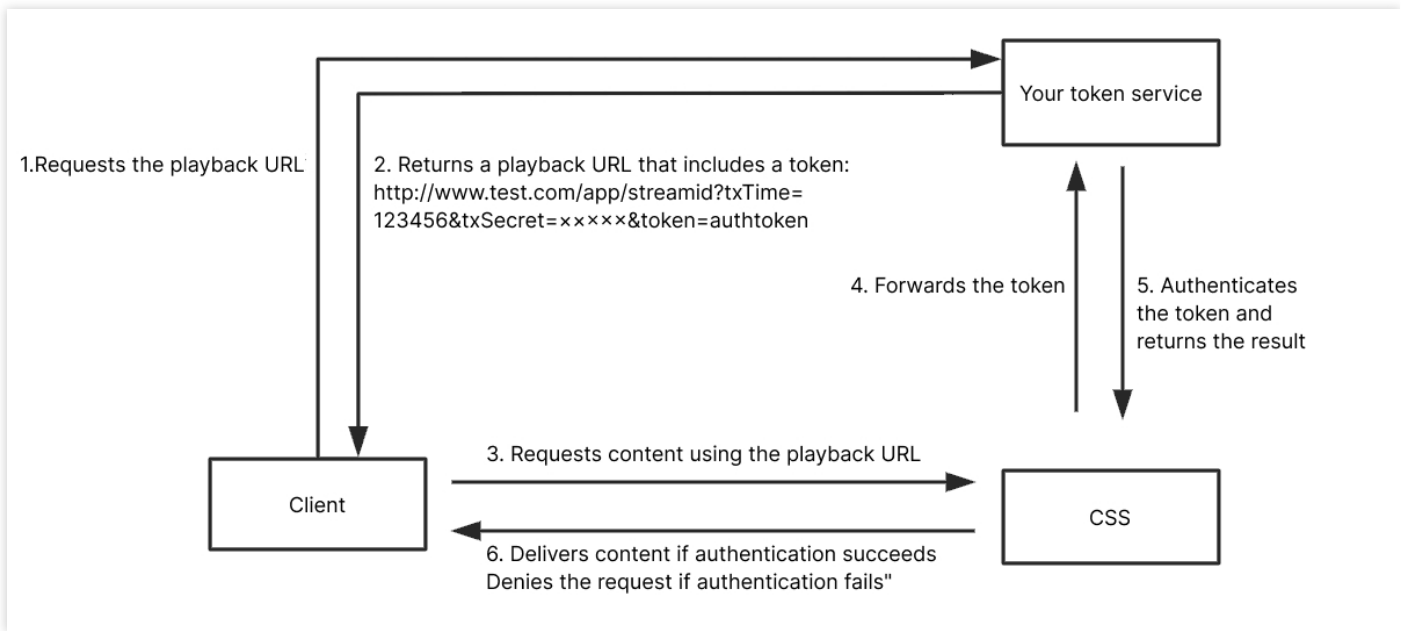 Your token service
1.Requests the playback URL
2. Returns a playback URL that includes a token:
http://www.test.com/app/streamid?txTime=
123456&txSecret=×××××&token=authtoken
4. Forwards the token
5. Authenticates
the token and
returns the result
3. Requests content using the playback URL
Client
CSS
6. Delivers content if authentication succeeds
Denies the request if authentication fails"